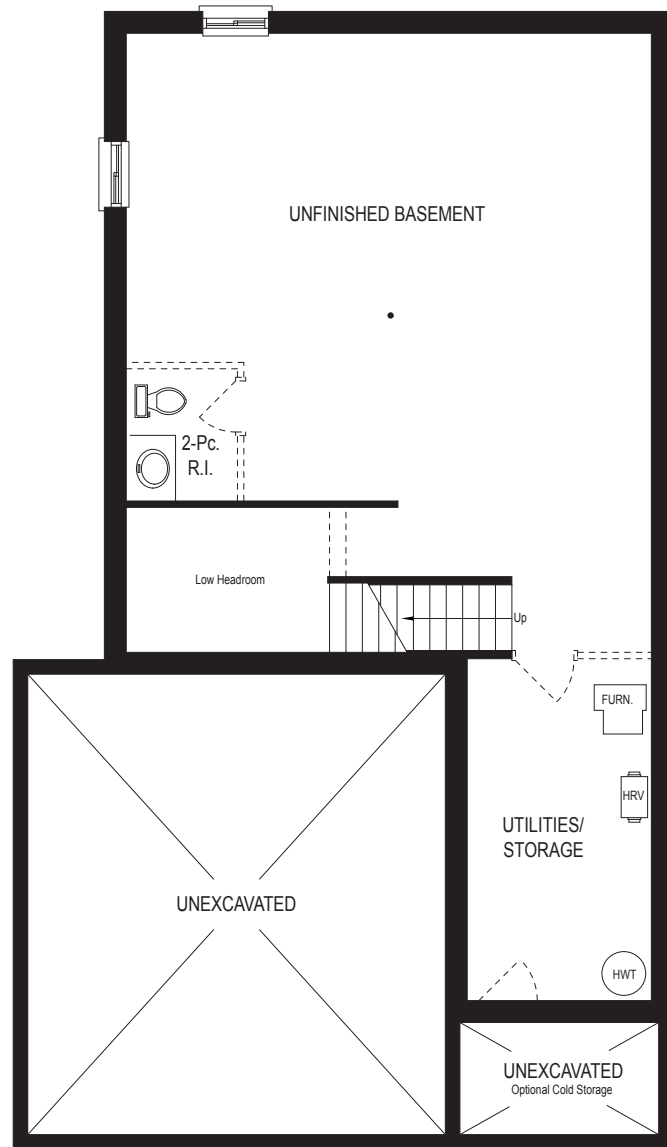 UNFINISHED BASEMENT
2-Pc.
R.I.
Low Headroom
Up
FURN.
HRV
UTILITIES/
STORAGE
UNEXCAVATED
HWT
UNEXCAVATED
Optional Cold Storage